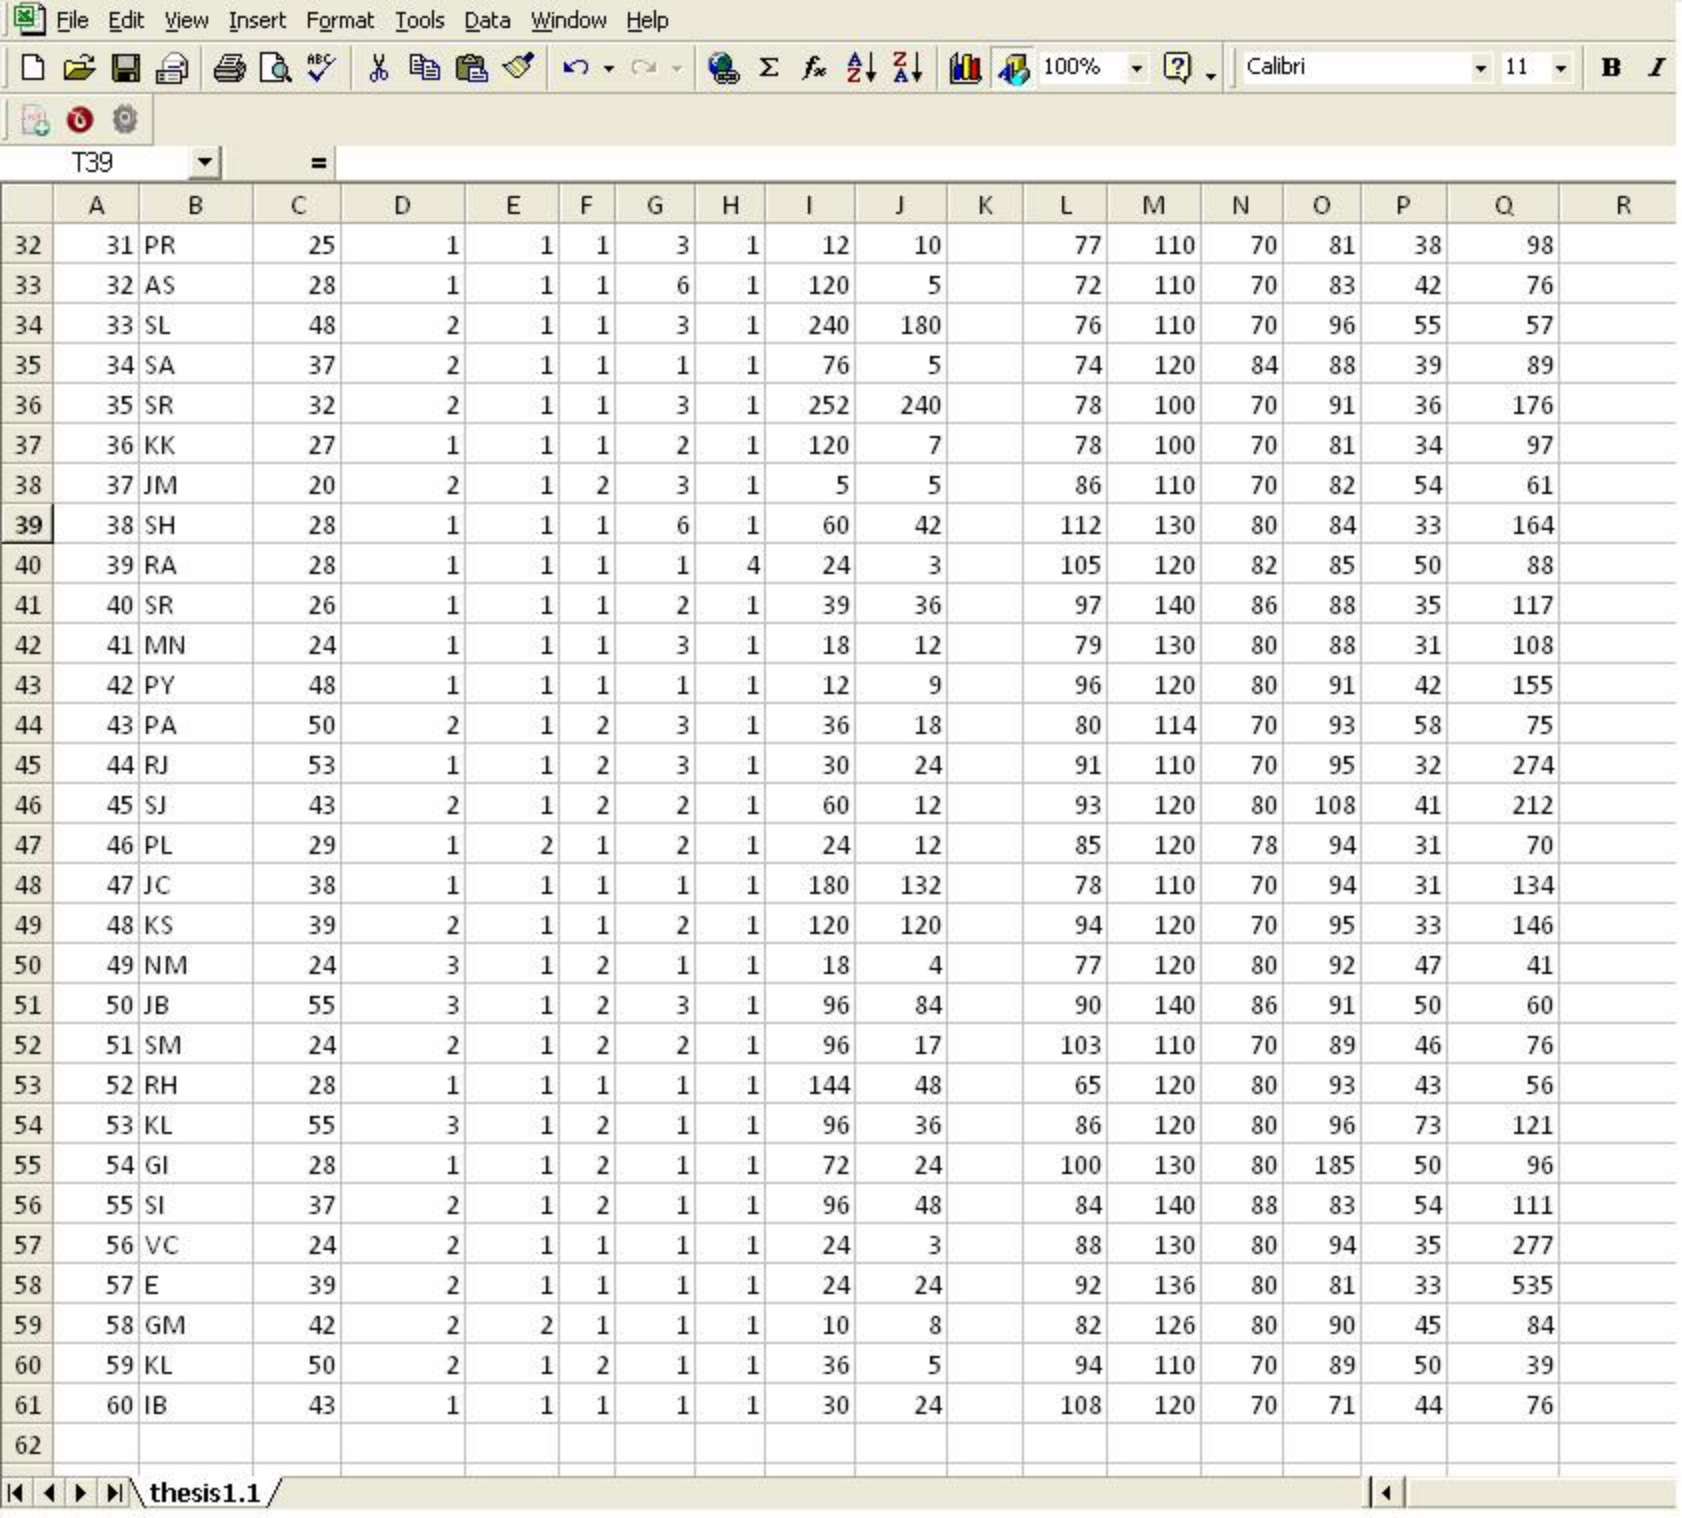 File Edit View Insert Format Tools Data Window Help
ABC Σ fx A Z Z A 100% ? Calibri 11 B I
T39 =
A B C D E F G H I J K L M N O P Q R
32 31 PR 25 1 1 1 3 1 12 10 77 110 70 81 38 98
33 32 AS 28 1 1 1 6 1 120 5 72 110 70 83 42 76
34 33 SL 48 2 1 1 3 1 240 180 76 110 70 96 55 57
35 34 SA 37 2 1 1 1 1 76 5 74 120 84 88 39 89
36 35 SR 32 2 1 1 3 1 252 240 78 100 70 91 36 176
37 36 KK 27 1 1 1 2 1 120 7 78 100 70 81 34 97
38 37 JM 20 2 1 2 3 1 5 5 86 110 70 82 54 61
39 38 SH 28 1 1 1 6 1 60 42 112 130 80 84 33 164
40 39 RA 28 1 1 1 1 4 24 3 105 120 82 85 50 88
41 40 SR 26 1 1 1 2 1 39 36 97 140 86 88 35 117
42 41 MN 24 1 1 1 3 1 18 12 79 130 80 88 31 108
43 42 PY 48 1 1 1 1 1 12 9 96 120 80 91 42 155
44 43 PA 50 2 1 2 3 1 36 18 80 114 70 93 58 75
45 44 RJ 53 1 1 2 3 1 30 24 91 110 70 95 32 274
46 45 SJ 43 2 1 2 2 1 60 12 93 120 80 108 41 212
47 46 PL 29 1 2 1 2 1 24 12 85 120 78 94 31 70
48 47 JC 38 1 1 1 1 1 180 132 78 110 70 94 31 134
49 48 KS 39 2 1 1 2 1 120 120 94 120 70 95 33 146
50 49 NM 24 3 1 2 1 1 18 4 77 120 80 92 47 41
51 50 JB 55 3 1 2 3 1 96 84 90 140 86 91 50 60
52 51 SM 24 2 1 2 2 1 96 17 103 110 70 89 46 76
53 52 RH 28 1 1 1 1 1 144 48 65 120 80 93 43 56
54 53 KL 55 3 1 2 1 1 96 36 86 120 80 96 73 121
55 54 GI 28 1 1 2 1 1 72 24 100 130 80 185 50 96
56 55 SI 37 2 1 2 1 1 96 48 84 140 88 83 54 111
57 56 VC 24 2 1 1 1 1 24 3 88 130 80 94 35 277
58 57 E 39 2 1 1 1 1 24 24 92 136 80 81 33 535
59 58 GM 42 2 2 1 1 1 10 8 82 126 80 90 45 84
60 59 KL 50 2 1 2 1 1 36 5 94 110 70 89 50 39
61 60 IB 43 1 1 1 1 1 30 24 108 120 70 71 44 76
62
thesis1.1